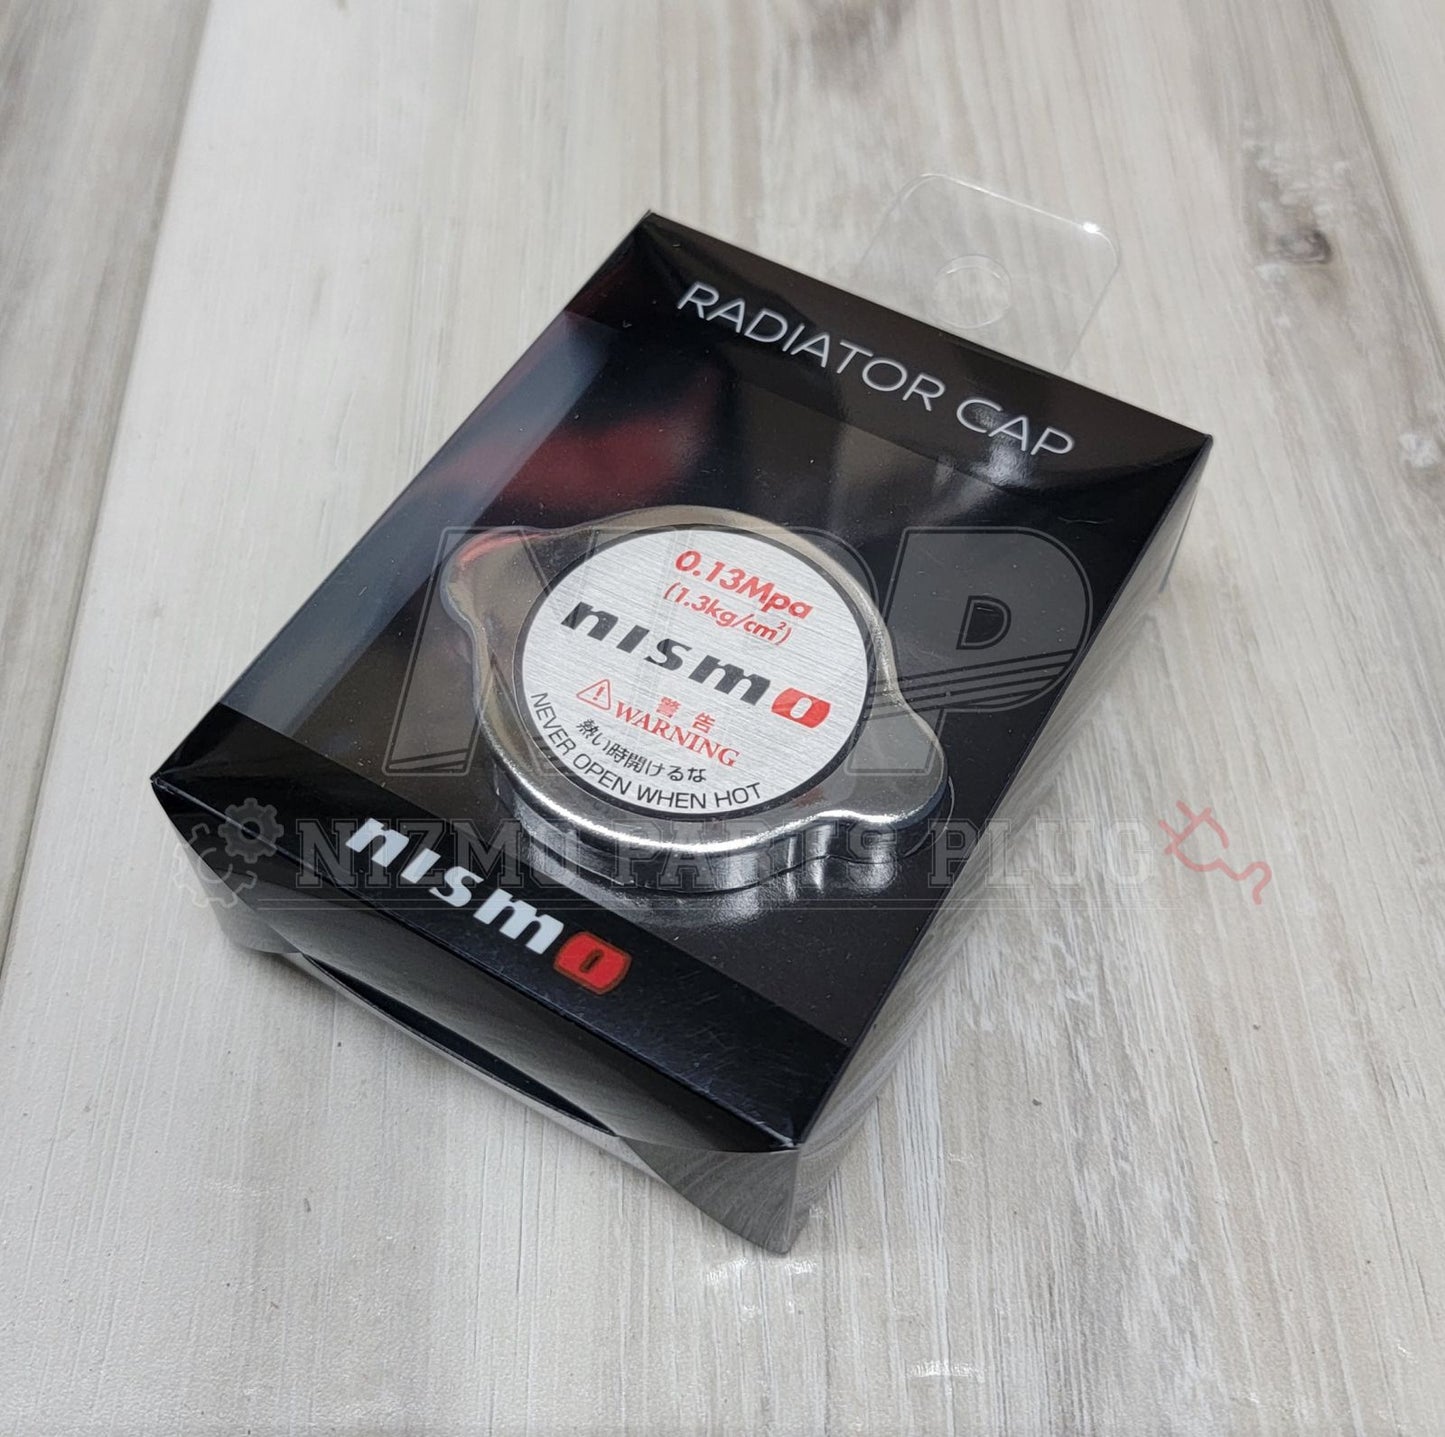 RADIATOR CAP
0.13Mpa
(1.3kg/cm²)
nismo
警告
WARNING
熱い時開けるな
NEVER OPEN WHEN HOT
NPP
NIZMO PARTS PLUG
nismo